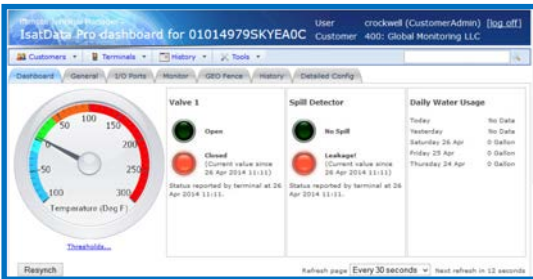 Remote Terminal Manager
IsatData Pro dashboard for 01014979SKYEA0C
User crockwell (CustomerAdmin) [log off]
Customer 400: Global Monitoring LLC
Customers Terminals History Tools
Dashboard General I/O Ports Monitor GEO Fence History Detailed Config
50 100 150
0 200
-50 250
300
Temperature (Deg F)
Thresholds...
Valve 1
Open
Closed
(Current value since
26 Apr 2014 11:11)
Status reported by terminal at 26
Apr 2014 11:11.
Spill Detector
No Spill
Leakage!
(Current value since
26 Apr 2014 11:11)
Status reported by terminal at 26
Apr 2014 11:11.
Daily Water Usage
Today No Data
Yesterday No Data
Saturday 26 Apr 0 Gallon
Friday 25 Apr 0 Gallon
Thursday 24 Apr 0 Gallon
Resynch
Refresh page Every 30 seconds Next refresh in 12 seconds